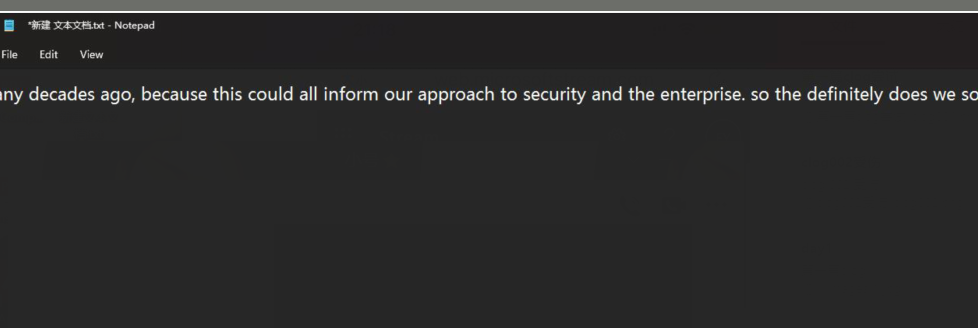 *新建 文本文档.txt - Notepad
File Edit View
any decades ago, because this could all inform our approach to security and the enterprise. so the definitely does we so